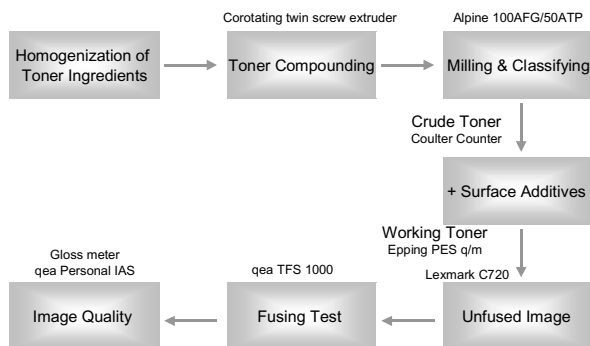 Corotating twin screw extruder
Alpine 100AFG/50ATP
Homogenization of
Toner Ingredients
Toner Compounding
Milling & Classifying
Crude Toner
Coulter Counter
+ Surface Additives
Working Toner
Epping PES q/m
Lexmark C720
Unfused Image
qea TFS 1000
Fusing Test
Gloss meter
qea Personal IAS
Image Quality